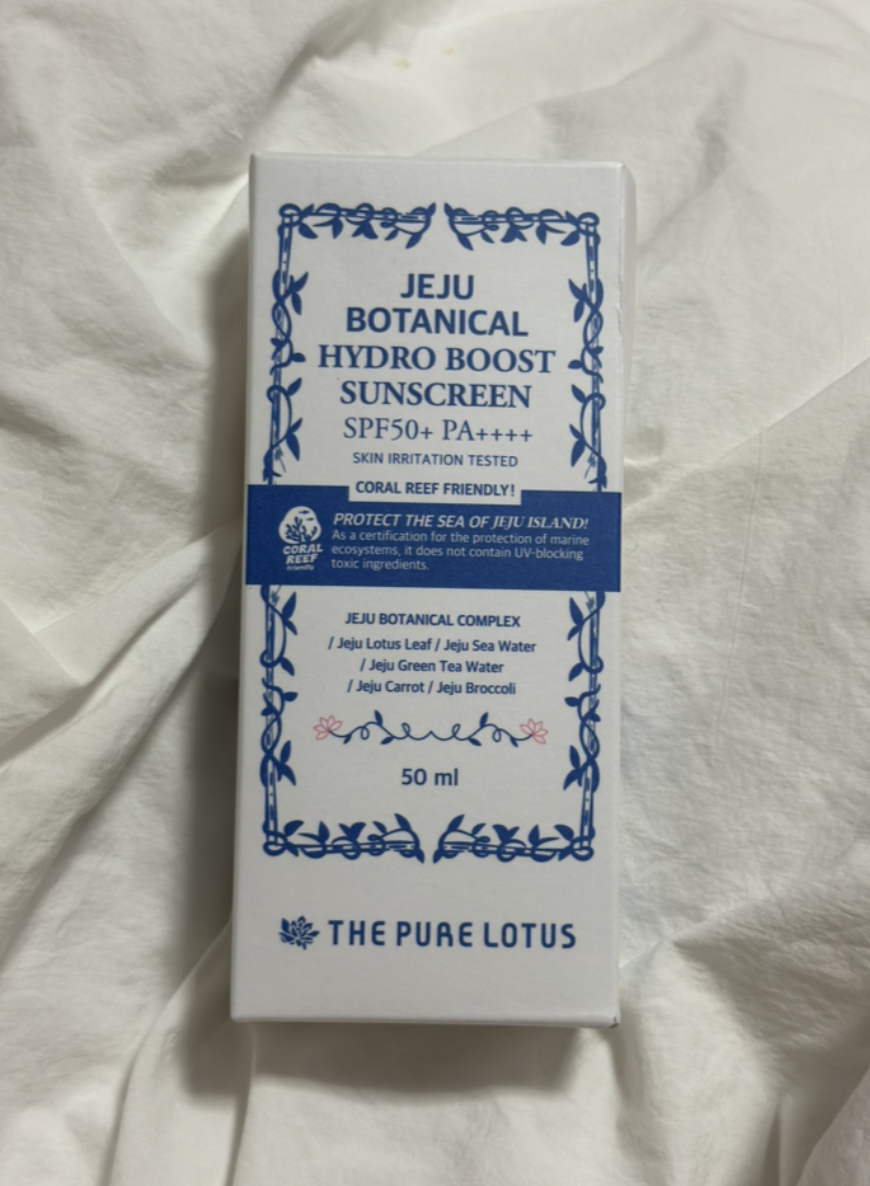 JEJU
BOTANICAL
HYDRO BOOST
SUNSCREEN
SPF50+ PA++++
SKIN IRRITATION TESTED
CORAL REEF FRIENDLY!
CORAL
REEF
Friendly
PROTECT THE SEA OF JEJU ISLAND!
As a certification for the protection of marine
ecosystems, it does not contain UV-blocking
toxic ingredients.
JEJU BOTANICAL COMPLEX
/ Jeju Lotus Leaf / Jeju Sea Water
/ Jeju Green Tea Water
/ Jeju Carrot / Jeju Broccoli
50 ml
THE PURE LOTUS